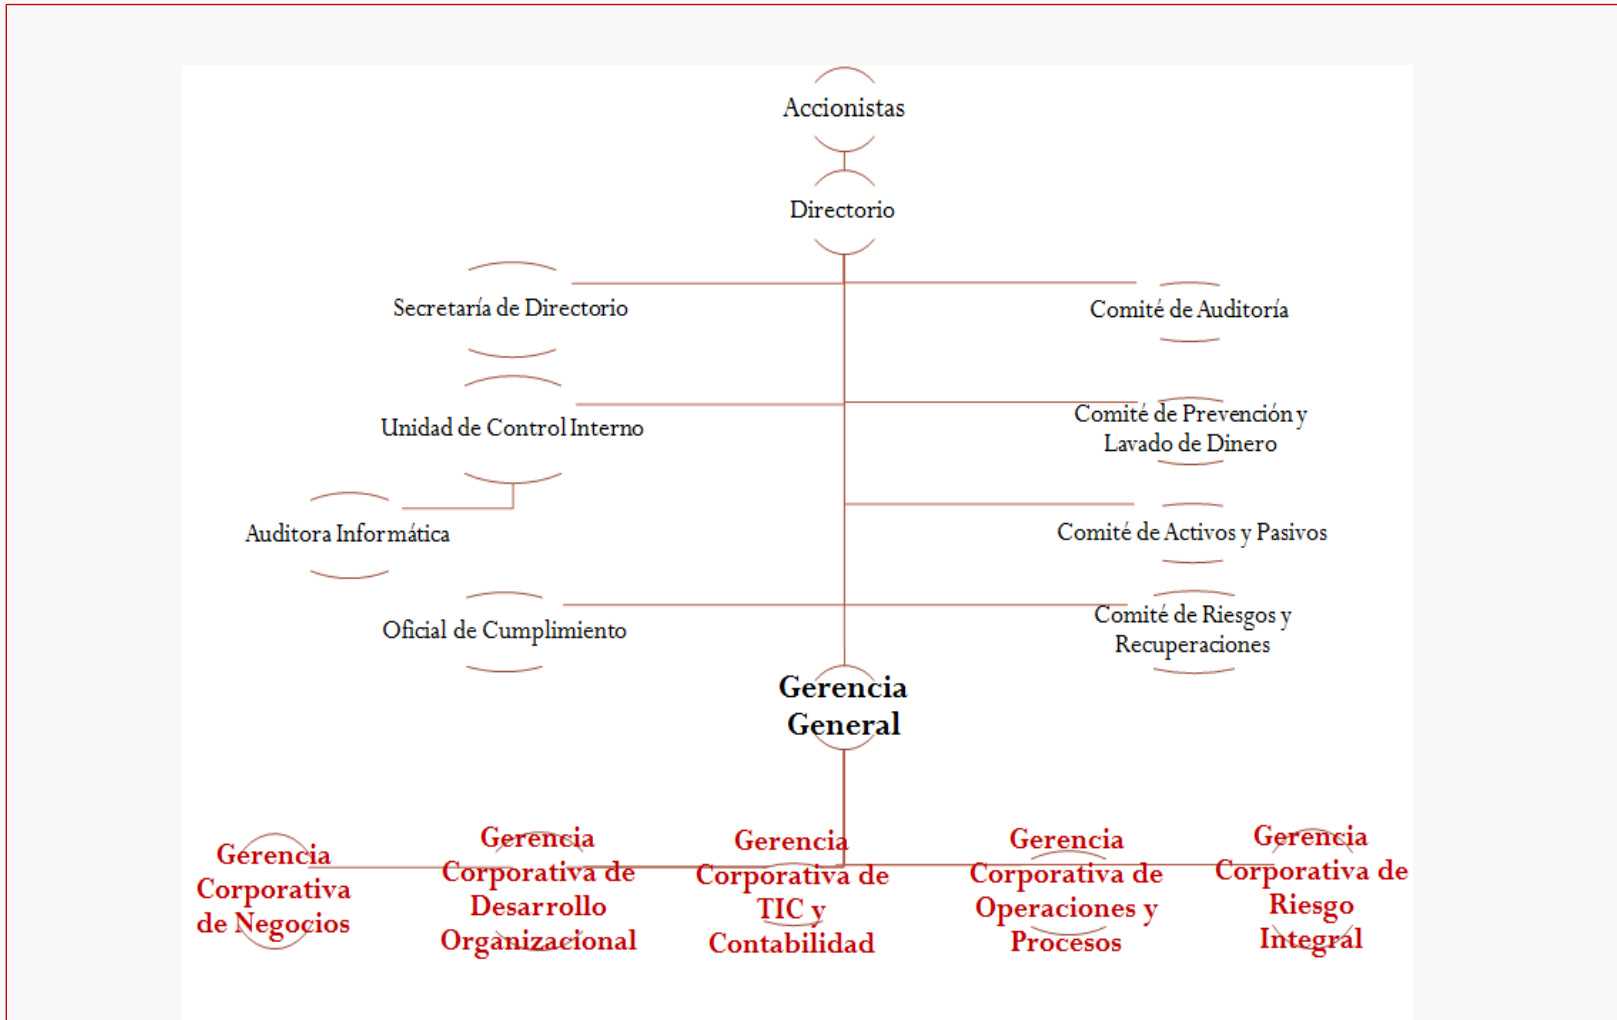 Accionistas
Directorio
Secretaría de Directorio
Comité de Auditoría
Unidad de Control Interno
Comité de Prevención y
Lavado de Dinero
Auditora Informática
Comité de Activos y Pasivos
Oficial de Cumplimiento
Comité de Riesgos y
Recuperaciones
Gerencia
General
Gerencia
Corporativa
de Negocios
Gerencia
Corporativa de
Desarrollo
Organizacional
Gerencia
Corporativa de
TIC y
Contabilidad
Gerencia
Corporativa de
Operaciones y
Procesos
Gerencia
Corporativa de
Riesgo
Integral